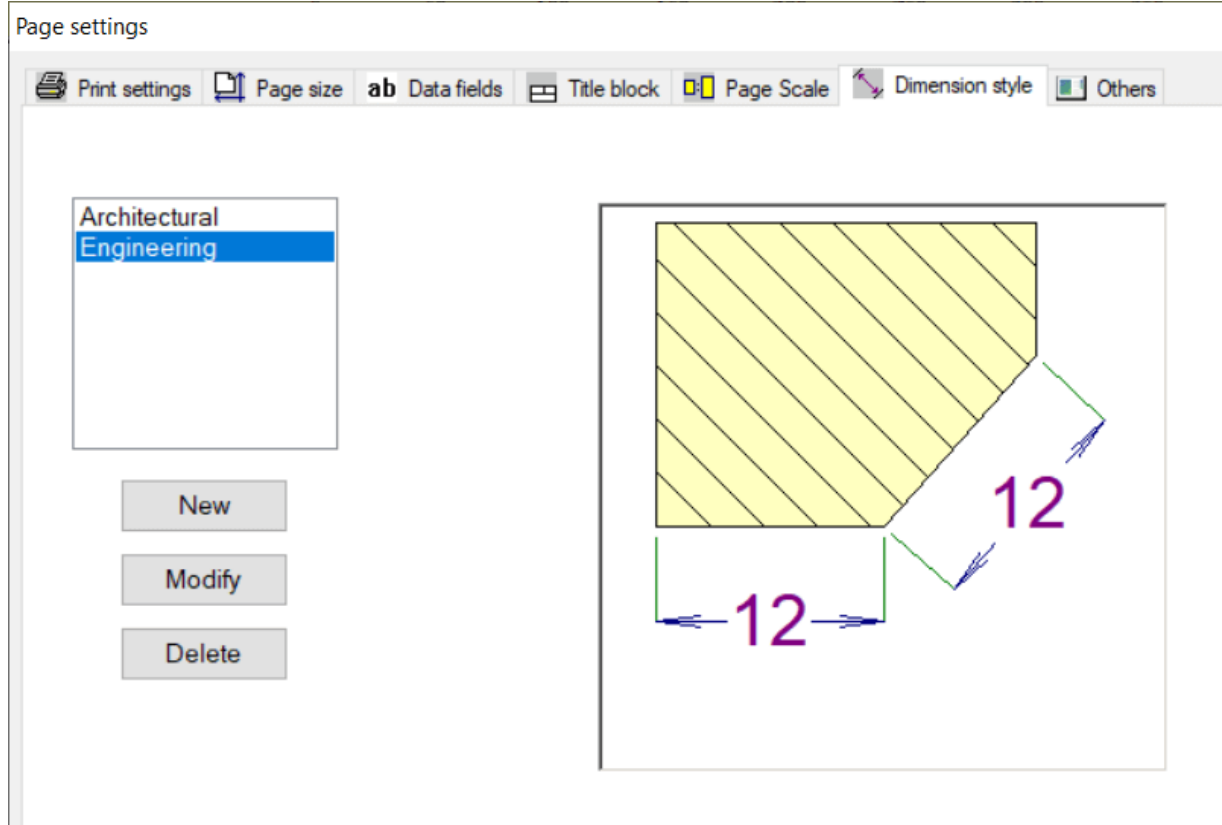 Page settings
Print settings Page size ab Data fields Title block Page Scale Dimension style Others
Architectural
Engineering
New
Modify
Delete
12
12